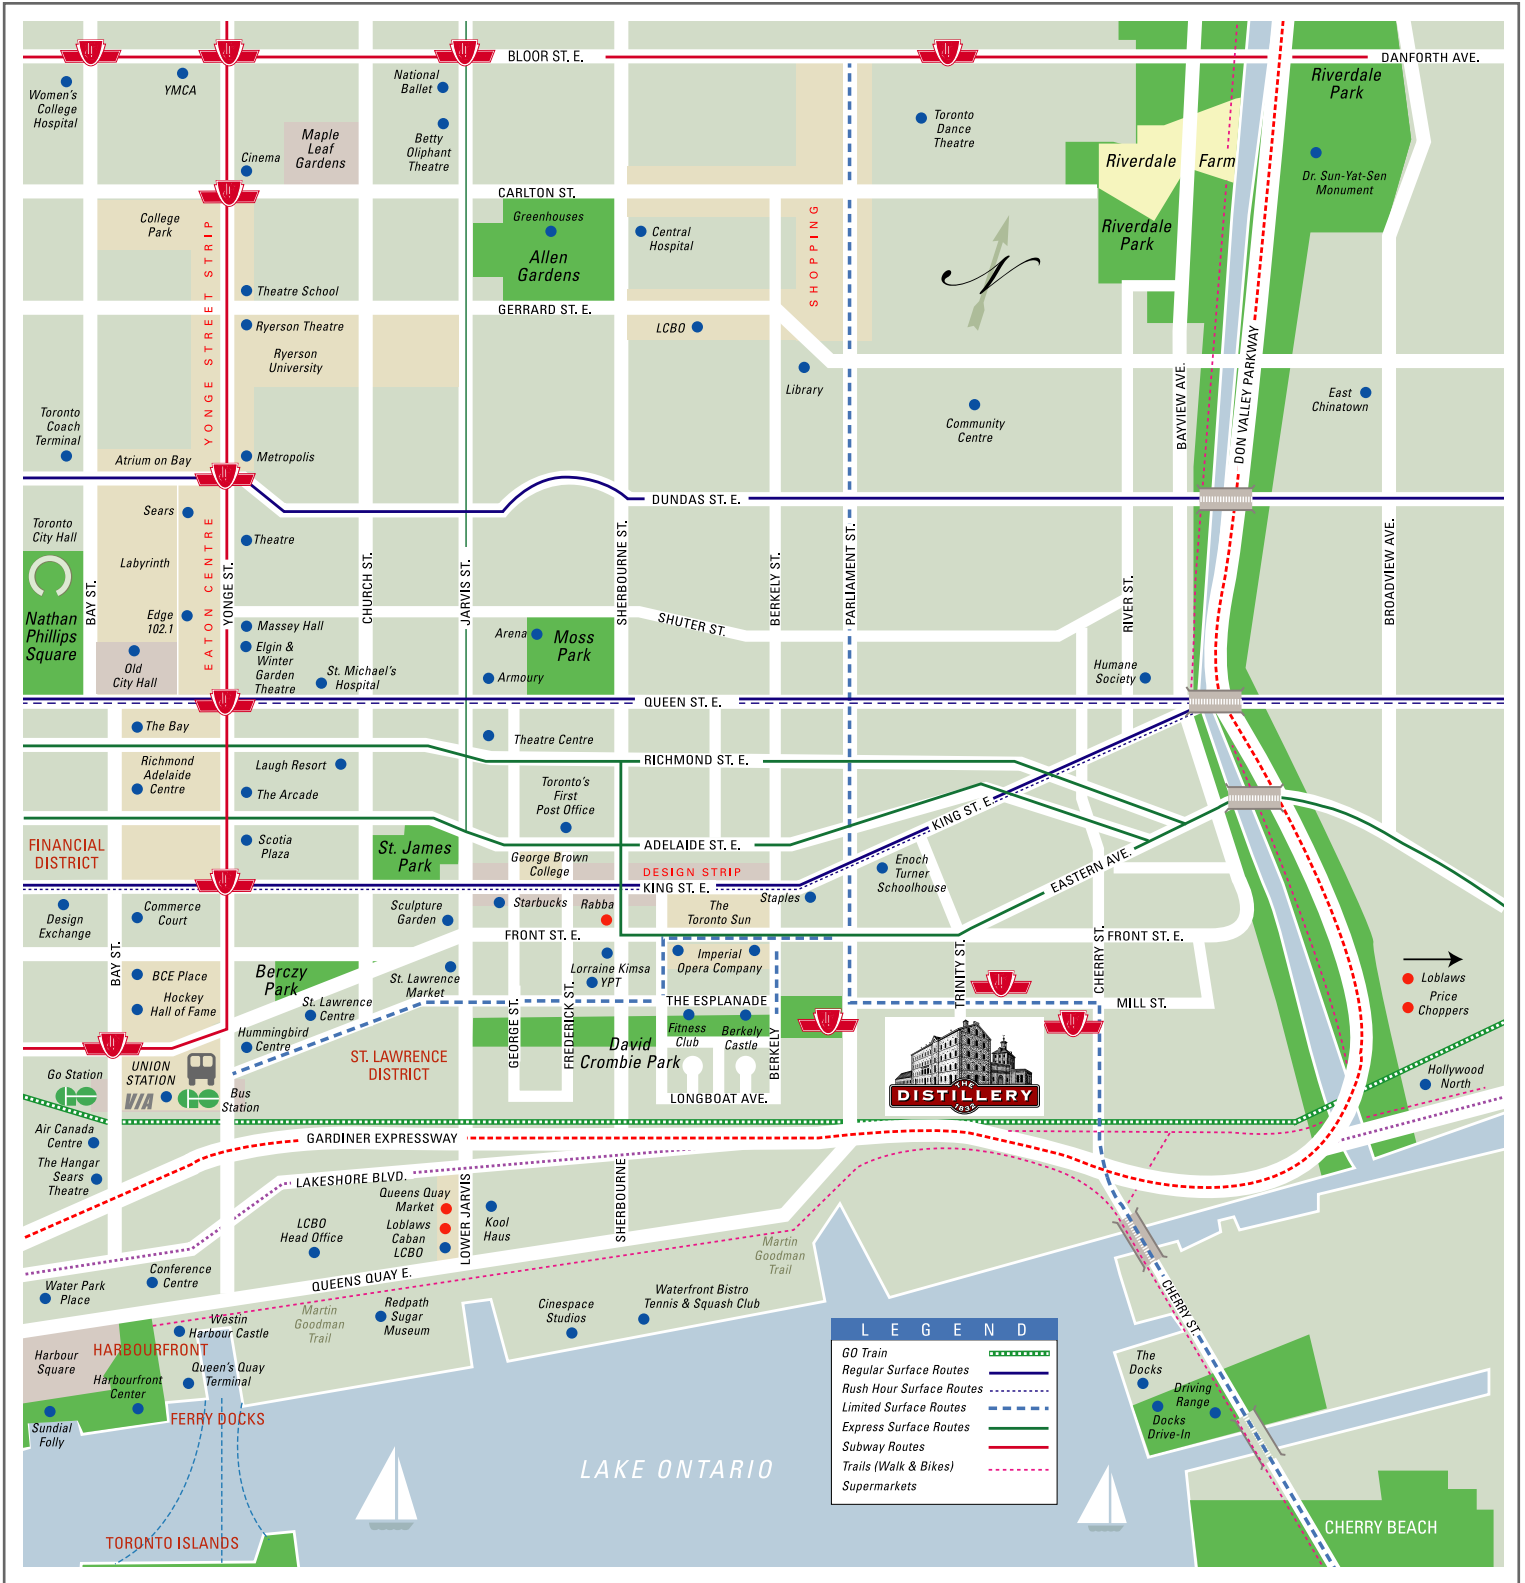 BLOOR ST. E.
DANFORTH AVE.
Women's
College
Hospital
YMCA
National
Ballet
Betty
Oliphant
Theatre
Maple
Leaf
Gardens
Cinema
Toronto
Dance
Theatre
Riverdale
Park
Riverdale
Farm
Dr. Sun-Yat-Sen
Monument
CARLTON ST.
College
Park
Greenhouses
Allen
Gardens
Central
Hospital
SHOPPING
N
Riverdale
Park
YONGE STREET STRIP
Theatre School
GERRARD ST. E.
Ryerson Theatre
Ryerson
University
LCBO
Library
Community
Centre
BAYVIEW AVE.
DON VALLEY PARKWAY
East
Chinatown
Toronto
Coach
Terminal
Atrium on Bay
Metropolis
DUNDAS ST. E.
Sears
Toronto
City Hall
Theatre
Labyrinth
EATON CENTRE
BAY ST.
YONGE ST.
CHURCH ST.
JARVIS ST.
SHERBOURNE ST.
BERKELY ST.
PARLIAMENT ST.
RIVER ST.
BROADVIEW AVE.
Nathan
Phillips
Square
Edge
102.1
Massey Hall
Elgin &
Winter
Garden
Theatre
St. Michael's
Hospital
Old
City Hall
Arena
Moss
Park
Armoury
SHUTER ST.
Humane
Society
QUEEN ST. E.
The Bay
Theatre Centre
Richmond
Adelaide
Centre
Laugh Resort
The Arcade
RICHMOND ST. E.
Toronto's
First
Post Office
KING ST. E.
FINANCIAL
DISTRICT
Scotia
Plaza
St. James
Park
ADELAIDE ST. E.
George Brown
College
DESIGN STRIP
Enoch
Turner
Schoolhouse
EASTERN AVE.
KING ST. E.
Design
Exchange
Commerce
Court
Sculpture
Garden
Starbucks
Rabba
The
Toronto Sun
Staples
FRONT ST. E.
FRONT ST. E.
BAY ST.
BCE Place
Hockey
Hall of Fame
Berczy
Park
St. Lawrence
Market
Lorraine Kimsa
YPT
Imperial
Opera Company
TRINITY ST.
CHERRY ST.
Loblaws
Price
Choppers
St. Lawrence
Centre
Hummingbird
Centre
THE ESPLANADE
MILL ST.
GEORGE ST.
FREDERICK ST.
Fitness
Club
Berkely
Castle
BERKELY
David
Crombie Park
ST. LAWRENCE
DISTRICT
Go Station
GO
UNION
STATION
VIA
GO
Bus
Station
LONGBOAT AVE.
THE
DISTILLERY
1832
Hollywood
North
Air Canada
Centre
The Hangar
Sears
Theatre
GARDINER EXPRESSWAY
LAKESHORE BLVD.
Queens Quay
Market
Loblaws
Caban
LCBO
LOWER JARVIS
Kool
Haus
SHERBOURNE
LCBO
Head Office
Martin
Goodman
Trail
Conference
Centre
QUEENS QUAY E.
Water Park
Place
Martin
Goodman
Trail
Redpath
Sugar
Museum
Cinespace
Studios
Waterfront Bistro
Tennis & Squash Club
CHERRY ST.
Westin
Harbour Castle
HARBOURFRONT
Harbour
Square
Harbourfront
Center
Queen's Quay
Terminal
FERRY DOCKS
Sundial
Folly
LEGEND
GO Train
Regular Surface Routes
Rush Hour Surface Routes
Limited Surface Routes
Express Surface Routes
Subway Routes
Trails (Walk & Bikes)
Supermarkets
The
Docks
Driving
Range
Docks
Drive-In
LAKE ONTARIO
TORONTO ISLANDS
CHERRY BEACH